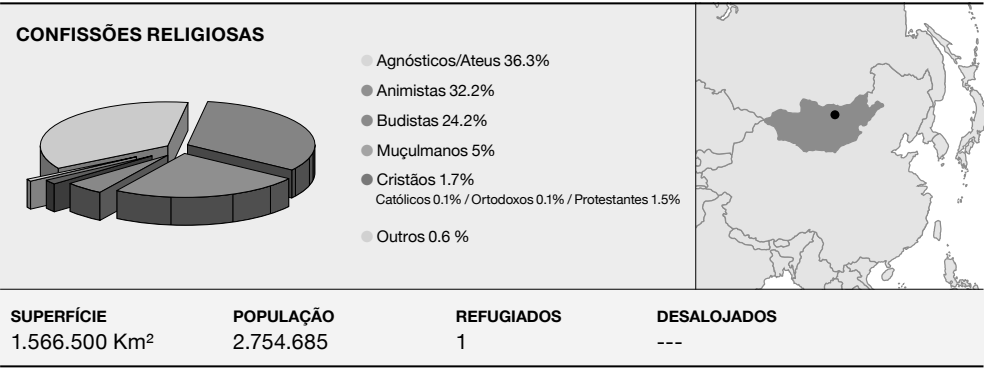 CONFISSÕES RELIGIOSAS
Agnósticos/Ateus 36.3%
Animistas 32.2%
Budistas 24.2%
Muçulmanos 5%
Cristãos 1.7%
Católicos 0.1% / Ortodoxos 0.1% / Protestantes 1.5%
Outros 0.6 %
SUPERFÍCIE
1.566.500 Km²
POPULAÇÃO
2.754.685
REFUGIADOS
1
DESALOJADOS
---